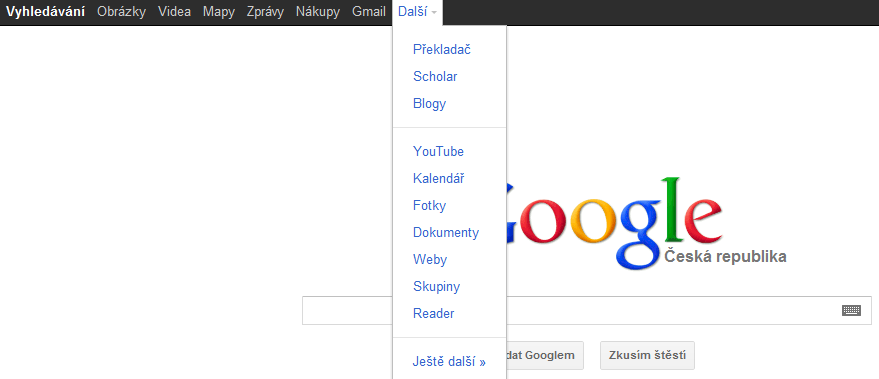 Vyhledávání Obrázky Videa Mapy Zprávy Nákupy Gmail Další
Překladač
Scholar
Blogy
YouTube
Kalendář
Fotky
Dokumenty
Weby
Skupiny
Reader
Ještě další »
Google
Česká republika
dat Googlem Zkusím štěstí